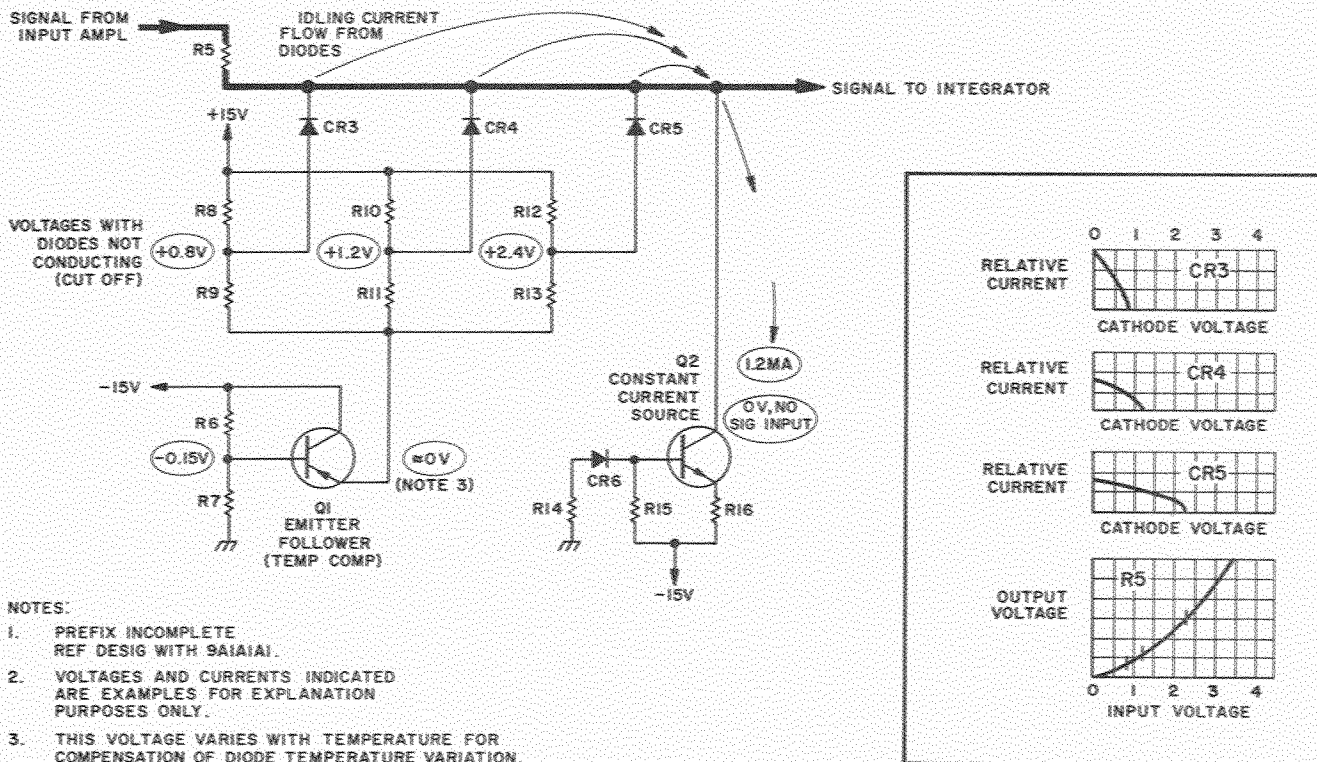 SIGNAL FROM
INPUT AMPL
R5
IDLING CURRENT
FLOW FROM
DIODES
SIGNAL TO INTEGRATOR
+15V
CR3
CR4
CR5
R8
R10
R12
VOLTAGES WITH
DIODES NOT
CONDUCTING
(CUT OFF)
+0.8V
+1.2V
+2.4V
R9
R11
R13
-15V
R6
-0.15V
R7
Q1
EMITTER
FOLLOWER
(TEMP COMP)
≈0V
(NOTE 3)
Q2
CONSTANT
CURRENT
SOURCE
1.2MA
0V, NO
SIG INPUT
CR6
R14
R15
R16
-15V
NOTES:
1. PREFIX INCOMPLETE
REF DESIG WITH 9A1A1A1.
2. VOLTAGES AND CURRENTS INDICATED
ARE EXAMPLES FOR EXPLANATION
PURPOSES ONLY.
3. THIS VOLTAGE VARIES WITH TEMPERATURE FOR
COMPENSATION OF DIODE TEMPERATURE VARIATION.
0 1 2 3 4
RELATIVE
CURRENT
CR3
CATHODE VOLTAGE
RELATIVE
CURRENT
CR4
CATHODE VOLTAGE
RELATIVE
CURRENT
CR5
CATHODE VOLTAGE
OUTPUT
VOLTAGE
R5
0 1 2 3 4
INPUT VOLTAGE